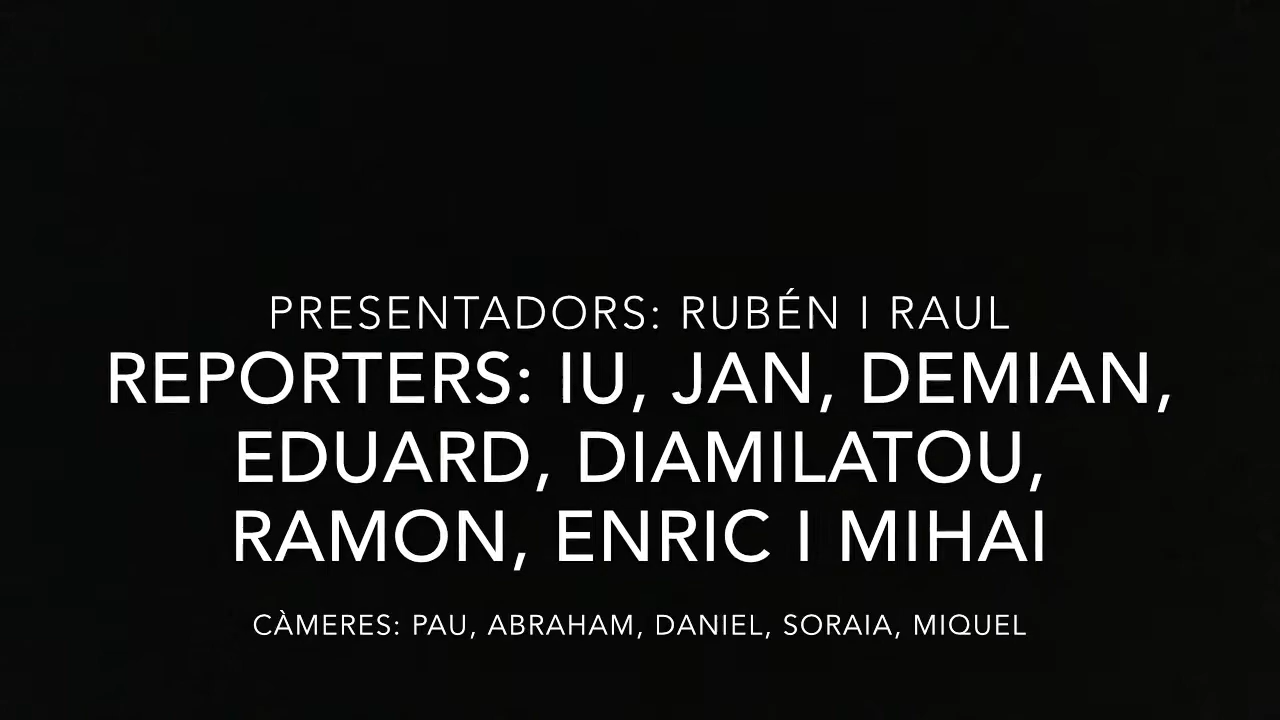 PRESENTADORS: RUBÉN I RAUL
REPORTERS: IU, JAN, DEMIAN,
EDUARD, DIAMILATOU,
RAMON, ENRIC I MIHAI
CÀMERES: PAU, ABRAHAM, DANIEL, SORAIA, MIQUEL